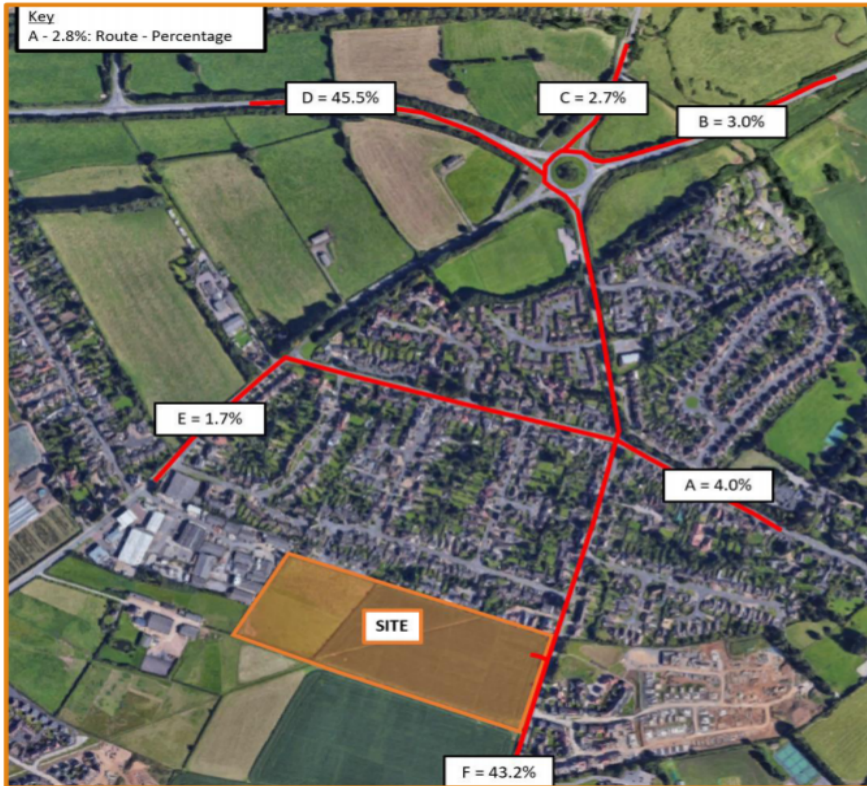 Key
A - 2.8%: Route - Percentage
D = 45.5%
C = 2.7%
B = 3.0%
E = 1.7%
A = 4.0%
SITE
F = 43.2%